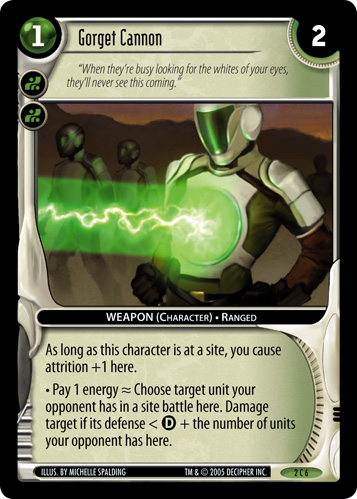 1 Gorget Cannon 2
"When they're busy looking for the whites of your eyes,
they'll never see this coming."
WEAPON (CHARACTER) • RANGED
As long as this character is at a site, you cause
attrition +1 here.
• Pay 1 energy ≈ Choose target unit your
opponent has in a site battle here. Damage
target if its defense < D + the number of units
your opponent has here.
ILLUS. BY MICHELLE SPALDING TM & © 2005 DECIPHER INC. 2 C 6